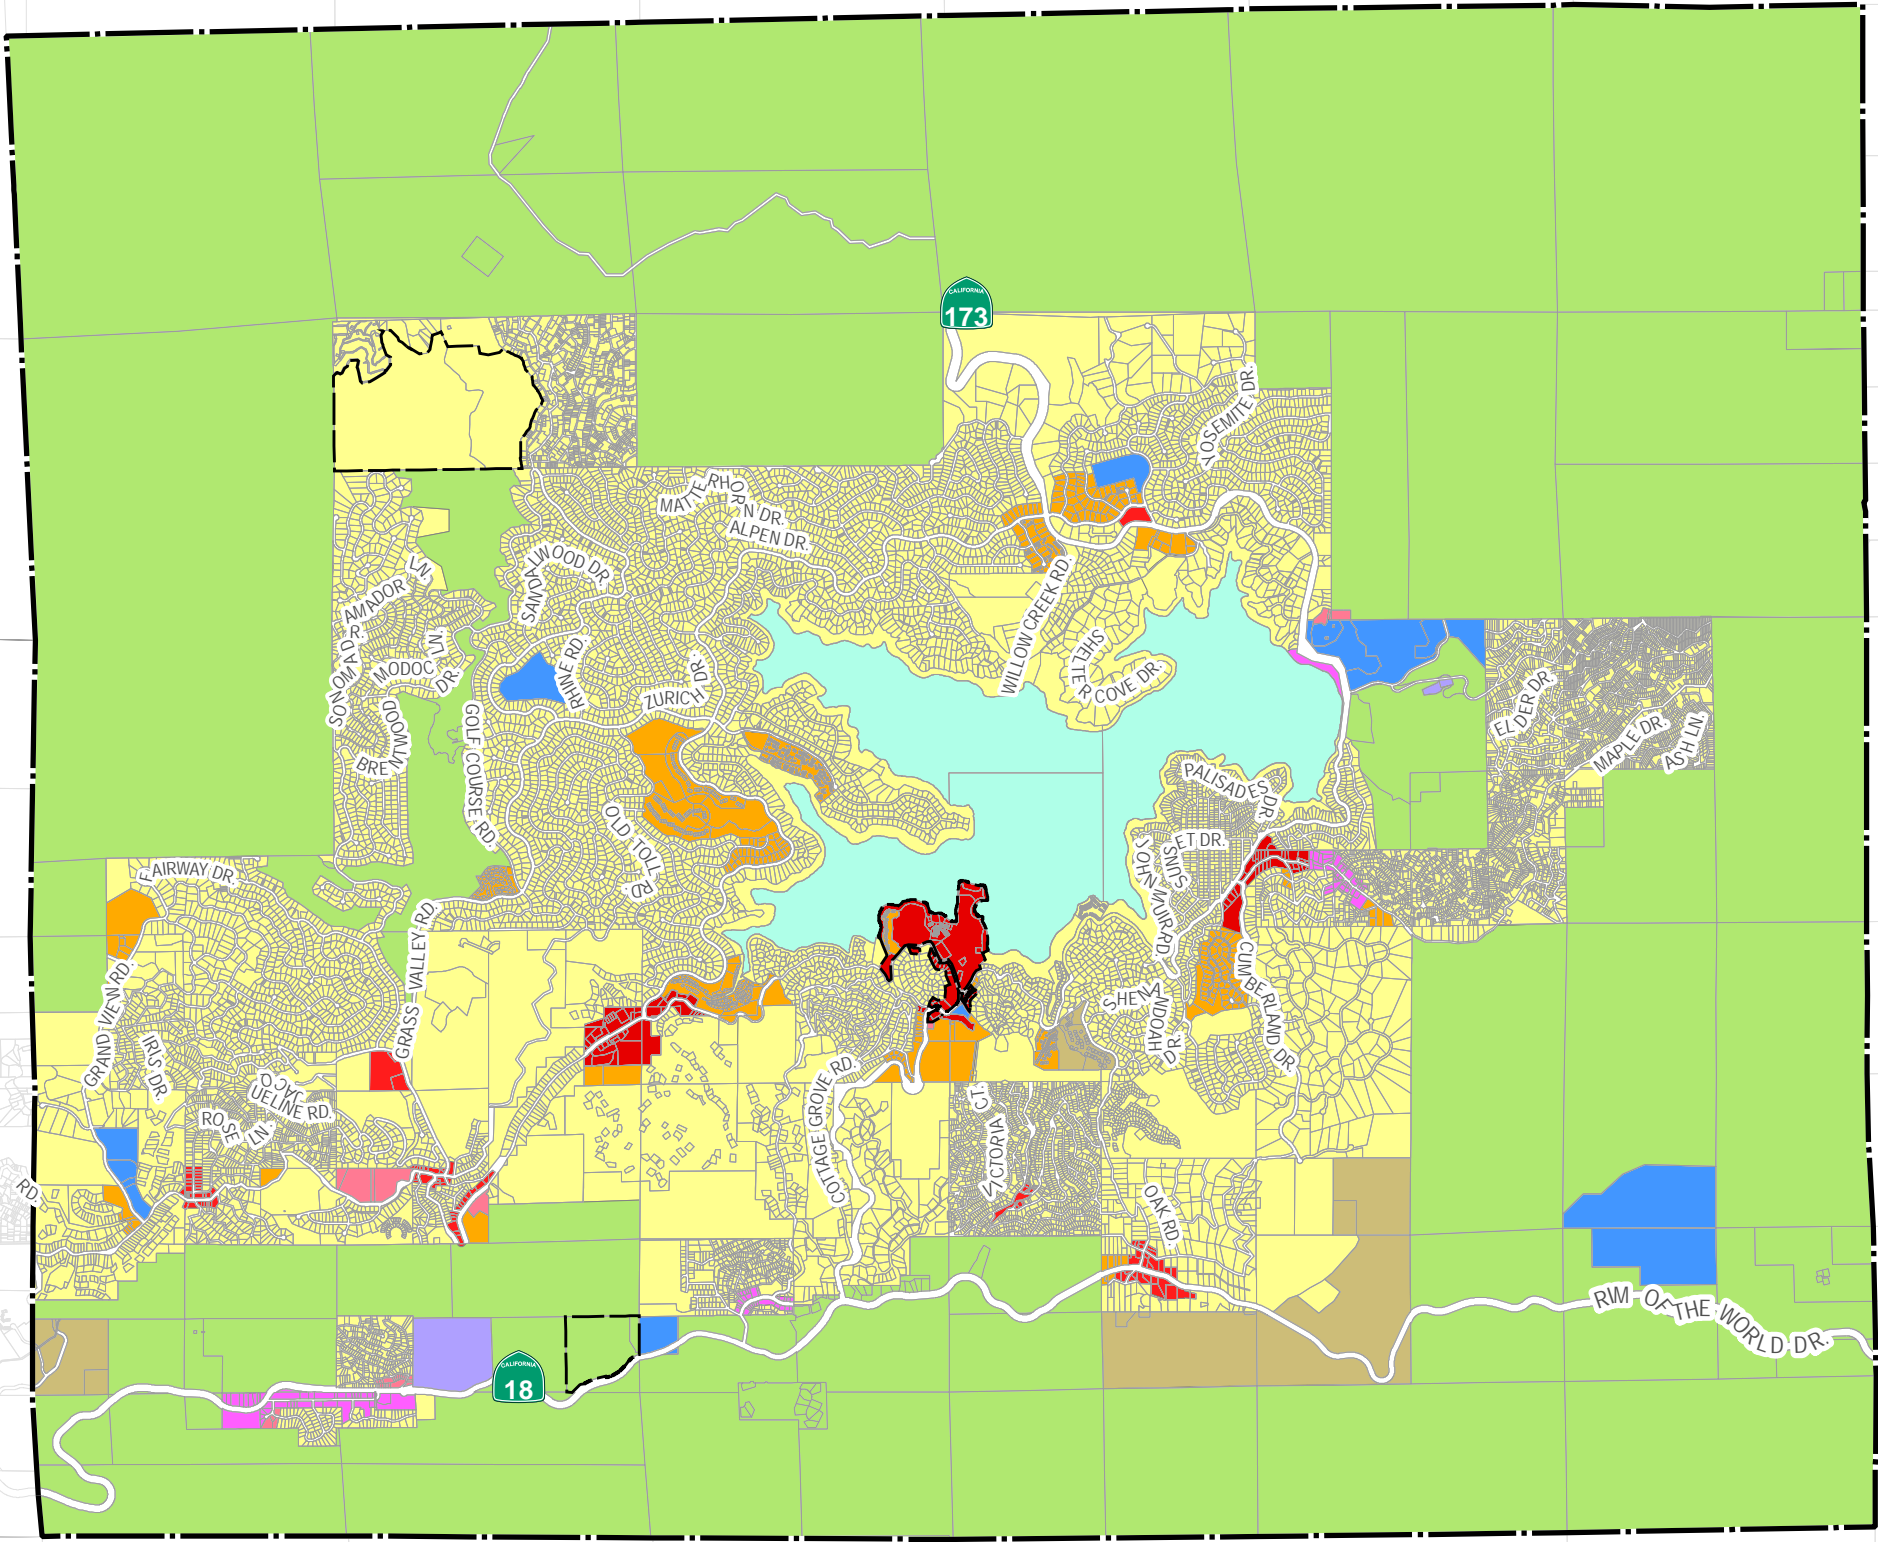 CALIFORNIA
173
YOSEMITE DR.
MATTERHORN DR.
ALPEN DR.
SANDALWOOD DR
AMADOR LN.
WILLOW CREEK RD.
SHELTER COVE DR.
SONOMA DR.
MODOC LN.
DR.
RHINE RD.
ZURICH DR.
BRENTWOOD
GOLF COURSE RD.
ELDER DR.
MAPLE DR.
ASH LN.
PALISADES DR.
OLD TOLL RD.
SUNSET DR.
JOHN MUIR RD.
FAIRWAY DR.
GRASS VALLEY RD.
GRAND VIEW RD.
CUMBERLAND DR.
SHENANDOAH DR.
IRIS DR.
JACQUELINE RD.
ROSE LN.
COTTAGE GROVE RD.
VICTORIA CT.
OAK RD.
RD.
RIM OF THE WORLD DR.
CALIFORNIA
18